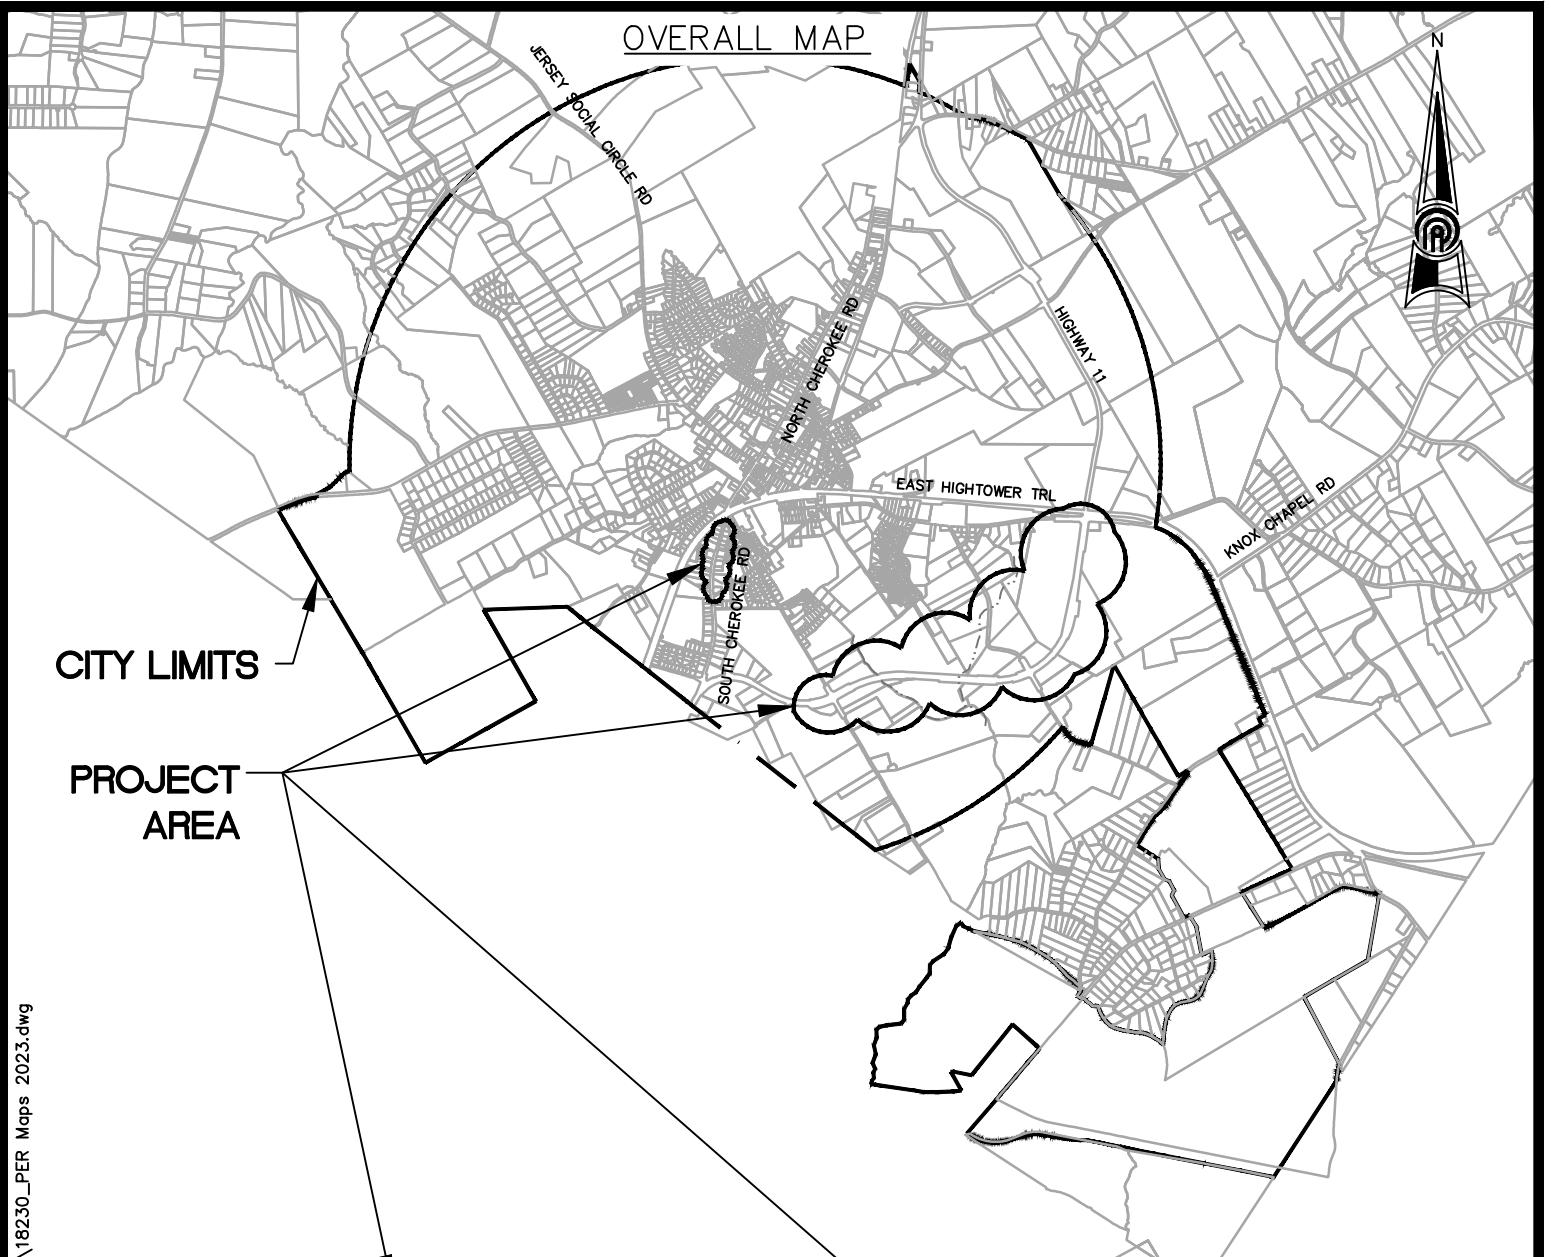 OVERALL MAP
N
JERSEY SOCIAL CIRCLE RD
NORTH CHEROKEE RD
HIGHWAY 11
EAST HIGHTOWER TRL
KNOX CHAPEL RD
SOUTH CHEROKEE RD
CITY LIMITS
PROJECT
AREA
\18230_PER Maps 2023.dwg